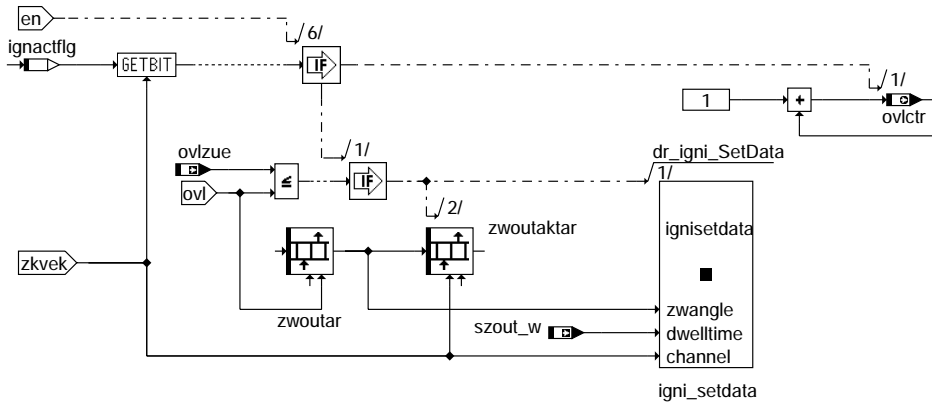 en
/6/
ignactflg
GETBIT
IF
/1/
1
+
ovlctr
/1/
ovlzue
dr_igni_SetData
ovl
≤
IF
1/
/2/
zwoutaktar
ignisetdata
zkvek
zwoutar
zwangle
szout_w
dwelltime
channel
igni_setdata